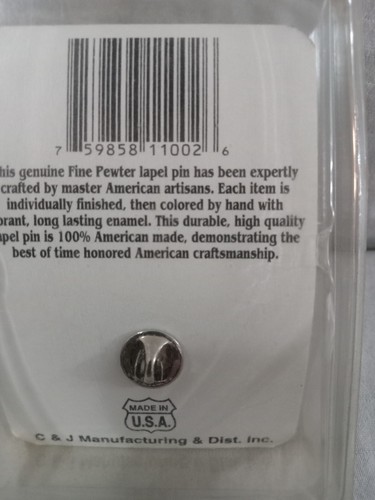 7 59858 11002 6
his genuine Fine Pewter lapel pin has been expertly
crafted by master American artisans. Each item is
individually finished, then colored by hand with
brant, long lasting enamel. This durable, high quality
apel pin is 100% American made, demonstrating the
best of time honored American craftsmanship.
MADE IN
U.S.A.
C & J Manufacturing & Dist. Inc.